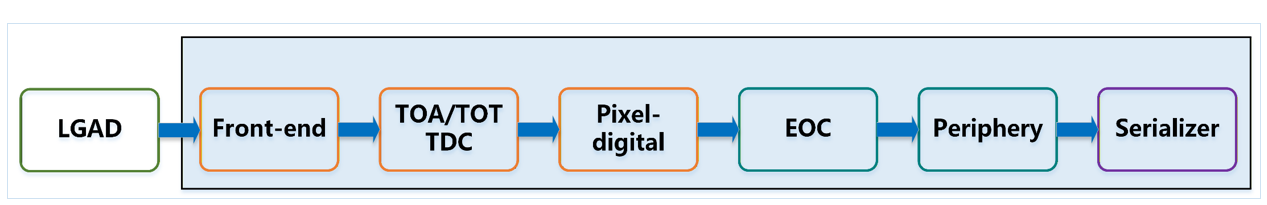 LGAD
Front-end
TOA/TOT
TDC
Pixel-
digital
EOC
Periphery
Serializer